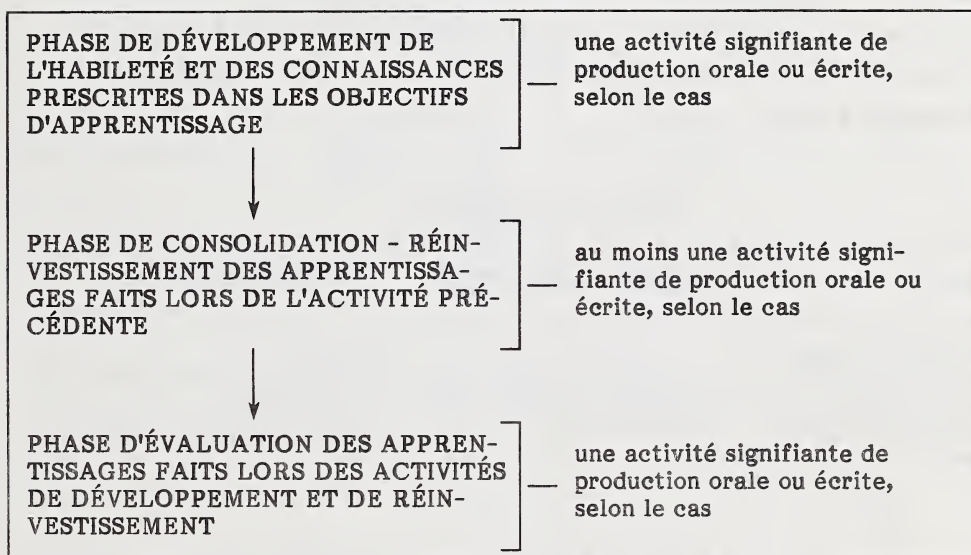 PHASE DE DÉVELOPPEMENT DE
L'HABILETÉ ET DES CONNAISSANCES
PRESCRITES DANS LES OBJECTIFS
D'APPRENTISSAGE
une activité signifiante de
production orale ou écrite,
selon le cas
PHASE DE CONSOLIDATION - RÉIN-
VESTISSEMENT DES APPRENTISSA-
GES FAITS LORS DE L'ACTIVITÉ PRÉ-
CÉDENTE
au moins une activité signi-
fiante de production orale ou
écrite, selon le cas
PHASE D'ÉVALUATION DES APPREN-
TISSAGES FAITS LORS DES ACTIVITÉS
DE DÉVELOPPEMENT ET DE RÉIN-
VESTISSEMENT
une activité signifiante de
production orale ou écrite,
selon le cas